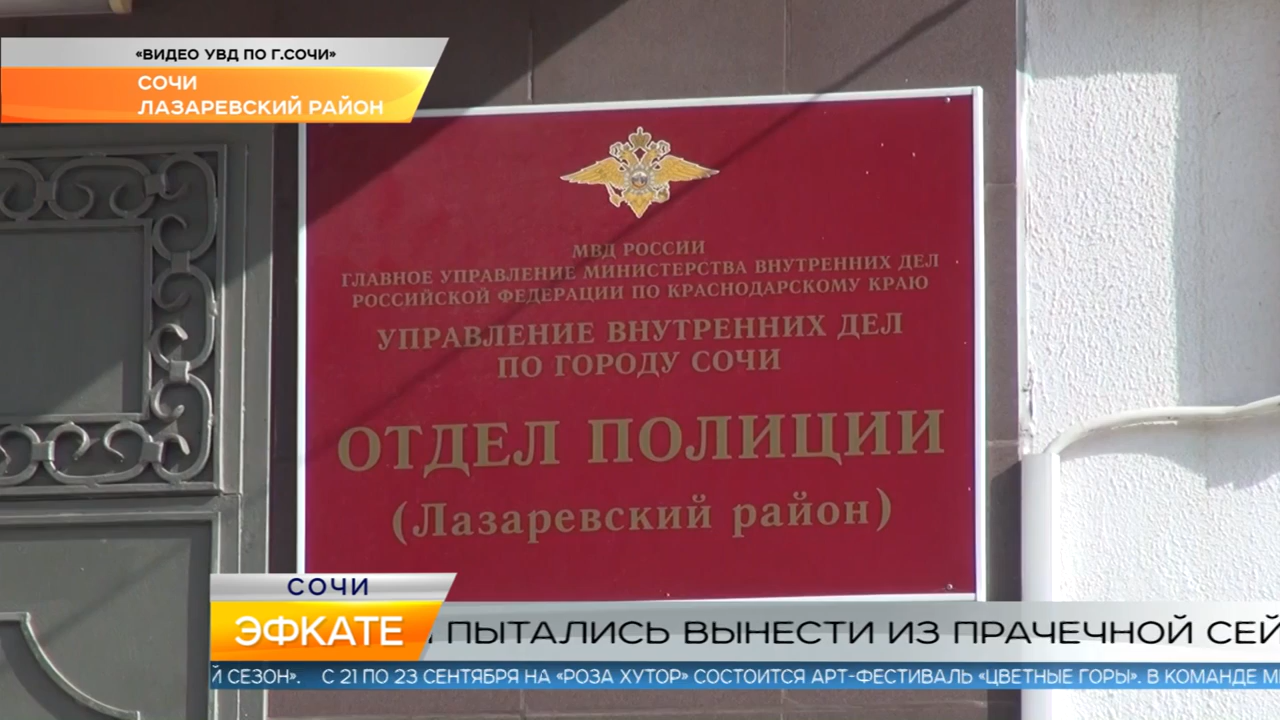 «ВИДЕО УВД ПО Г.СОЧИ»
СОЧИ
ЛАЗАРЕВСКИЙ РАЙОН
МВД РОССИИ
ГЛАВНОЕ УПРАВЛЕНИЕ МИНИСТЕРСТВА ВНУТРЕННИХ ДЕЛ
РОССИЙСКОЙ ФЕДЕРАЦИИ ПО КРАСНОДАРСКОМУ КРАЮ
УПРАВЛЕНИЕ ВНУТРЕННИХ ДЕЛ
ПО ГОРОДУ СОЧИ
ОТДЕЛ ПОЛИЦИИ
(Лазаревский район)
СОЧИ
ЭФКАТЕ
ПЫТАЛИСЬ ВЫНЕСТИ ИЗ ПРАЧЕЧНОЙ СЕЙ
Й СЕЗОН». С 21 ПО 23 СЕНТЯБРЯ НА «РОЗА ХУТОР» СОСТОИТСЯ АРТ-ФЕСТИВАЛЬ «ЦВЕТНЫЕ ГОРЫ». В КОМАНДЕ